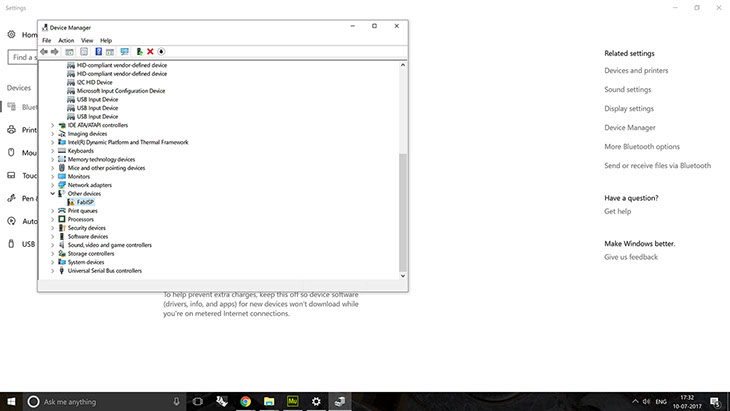 Settings
Device Manager
File Action View Help
HID-compliant vendor-defined device
HID-compliant vendor-defined device
I2C HID Device
Microsoft Input Configuration Device
USB Input Device
USB Input Device
USB Input Device
IDE ATA/ATAPI controllers
Imaging devices
Intel(R) Dynamic Platform and Thermal Framework
Keyboards
Memory technology devices
Mice and other pointing devices
Monitors
Network adapters
Other devices
FabISP
Print queues
Processors
Security devices
Software devices
Sound, video and game controllers
Storage controllers
System devices
Universal Serial Bus controllers
Hom
Find a s
Devices
Blue
Print
Mou
Touc
Pen &
Auto
USB
To help prevent extra charges, keep this off so device software
(drivers, info, and apps) for new devices won't download while
you're on metered Internet connections.
Related settings
Devices and printers
Sound settings
Display settings
Device Manager
More Bluetooth options
Send or receive files via Bluetooth
Have a question?
Get help
Make Windows better.
Give us feedback
Ask me anything
Mu
ENG
17:32
10-07-2017